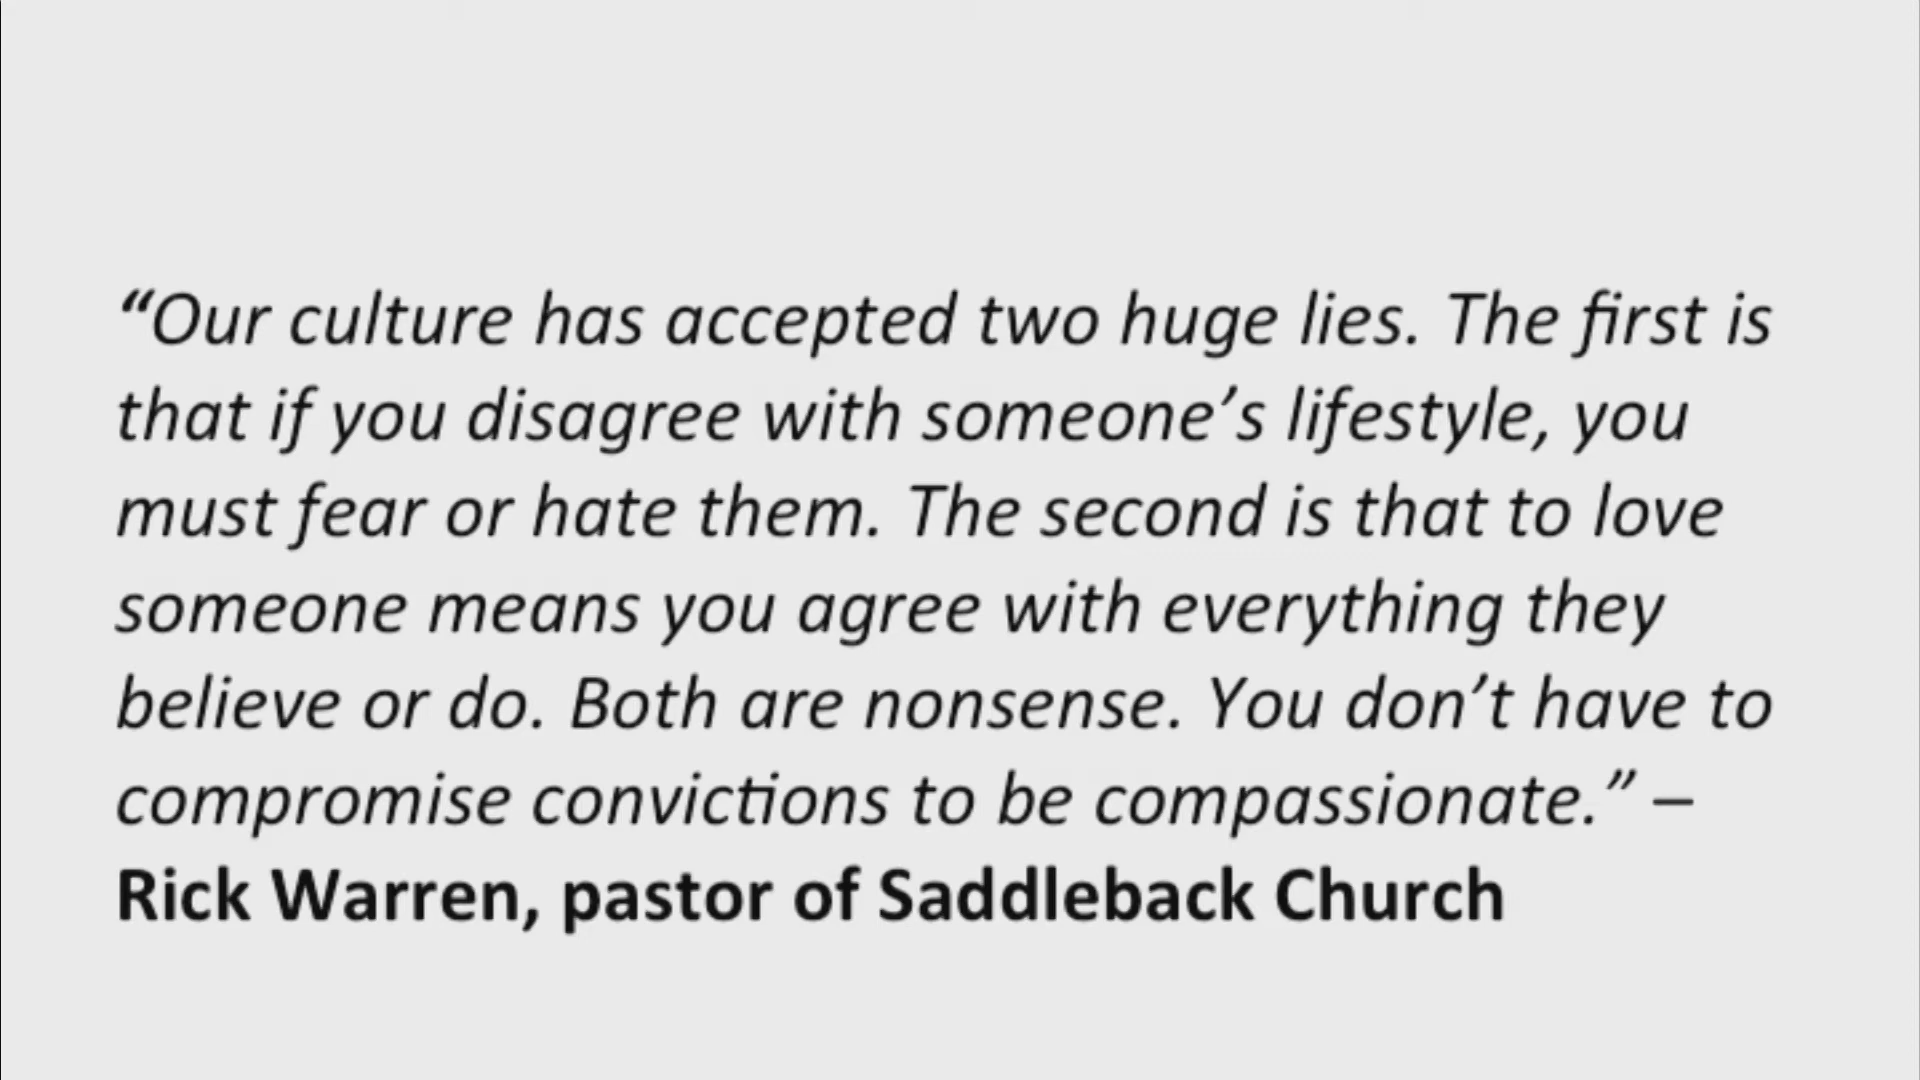 “Our culture has accepted two huge lies. The first is
that if you disagree with someone’s lifestyle, you
must fear or hate them. The second is that to love
someone means you agree with everything they
believe or do. Both are nonsense. You don’t have to
compromise convictions to be compassionate.” –
Rick Warren, pastor of Saddleback Church